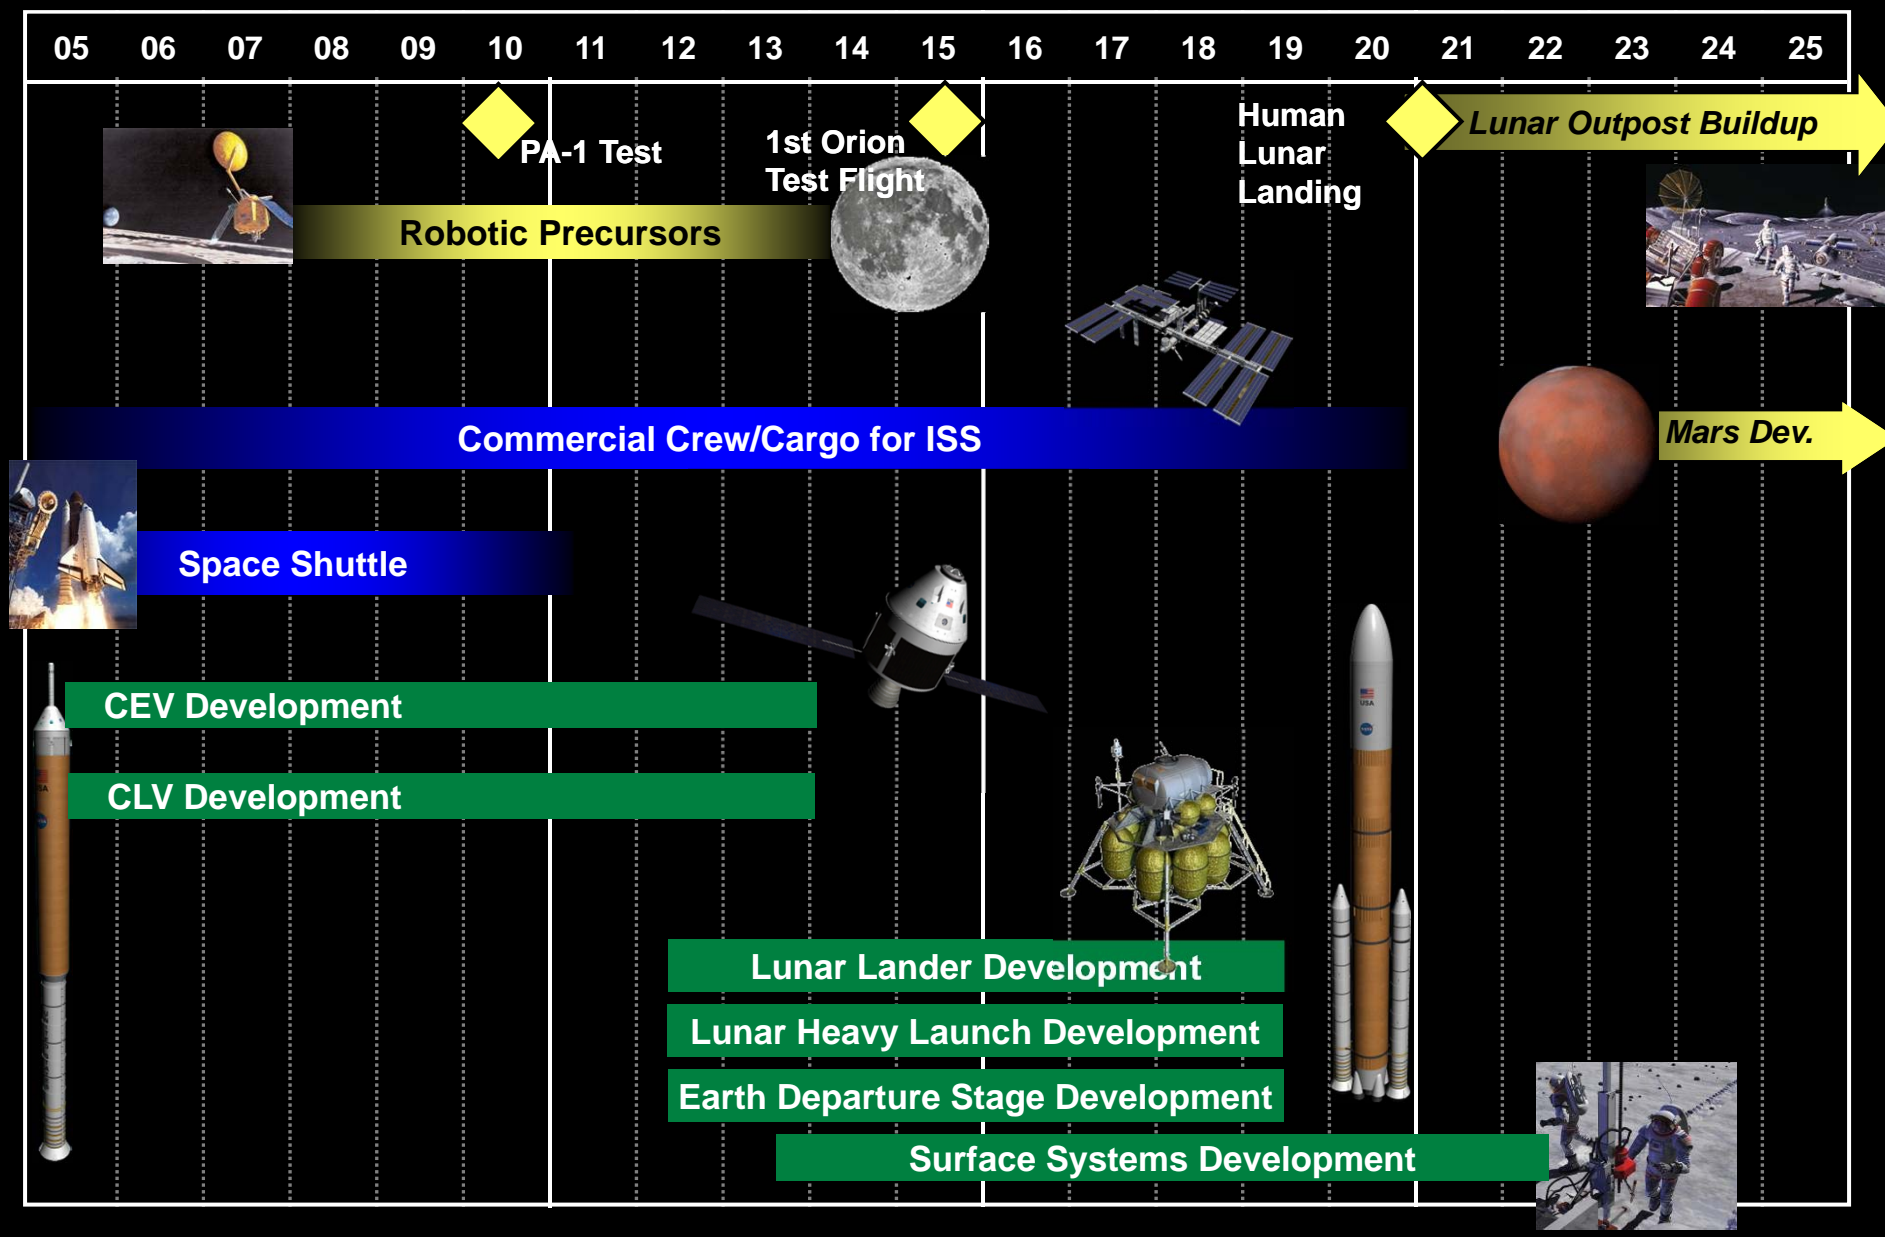 05 06 07 08 09 10 11 12 13 14 15 16 17 18 19 20 21 22 23 24 25
PA-1 Test
1st Orion
Test Flight
Human
Lunar
Landing
Lunar Outpost Buildup
Robotic Precursors
Commercial Crew/Cargo for ISS
Mars Dev.
Space Shuttle
CEV Development
USA
CLV Development
Lunar Lander Development
Lunar Heavy Launch Development
Earth Departure Stage Development
Surface Systems Development